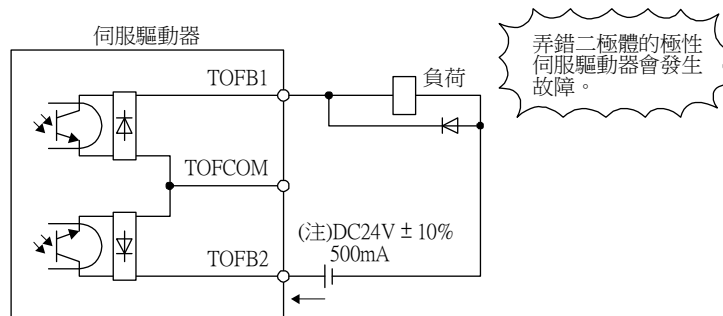 伺服驅動器
弄錯二極體的極性
伺服驅動器會發生
故障。
TOFB1
負荷
TOFCOM
(注)DC24V ± 10%
500mA
TOFB2